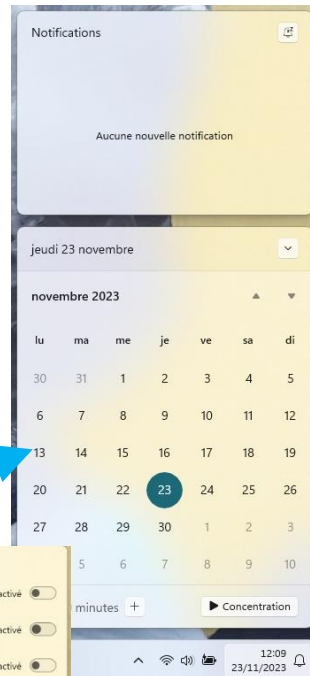 Notifications
Aucune nouvelle notification
jeudi 23 novembre
novembre 2023
lu ma me je ve sa di
30 31 1 2 3 4 5
6 7 8 9 10 11 12
13 14 15 16 17 18 19
20 21 22 23 24 25 26
27 28 29 30 1 2 3
5 6 7 8 9 10
minutes + Concentration
12:09
23/11/2023